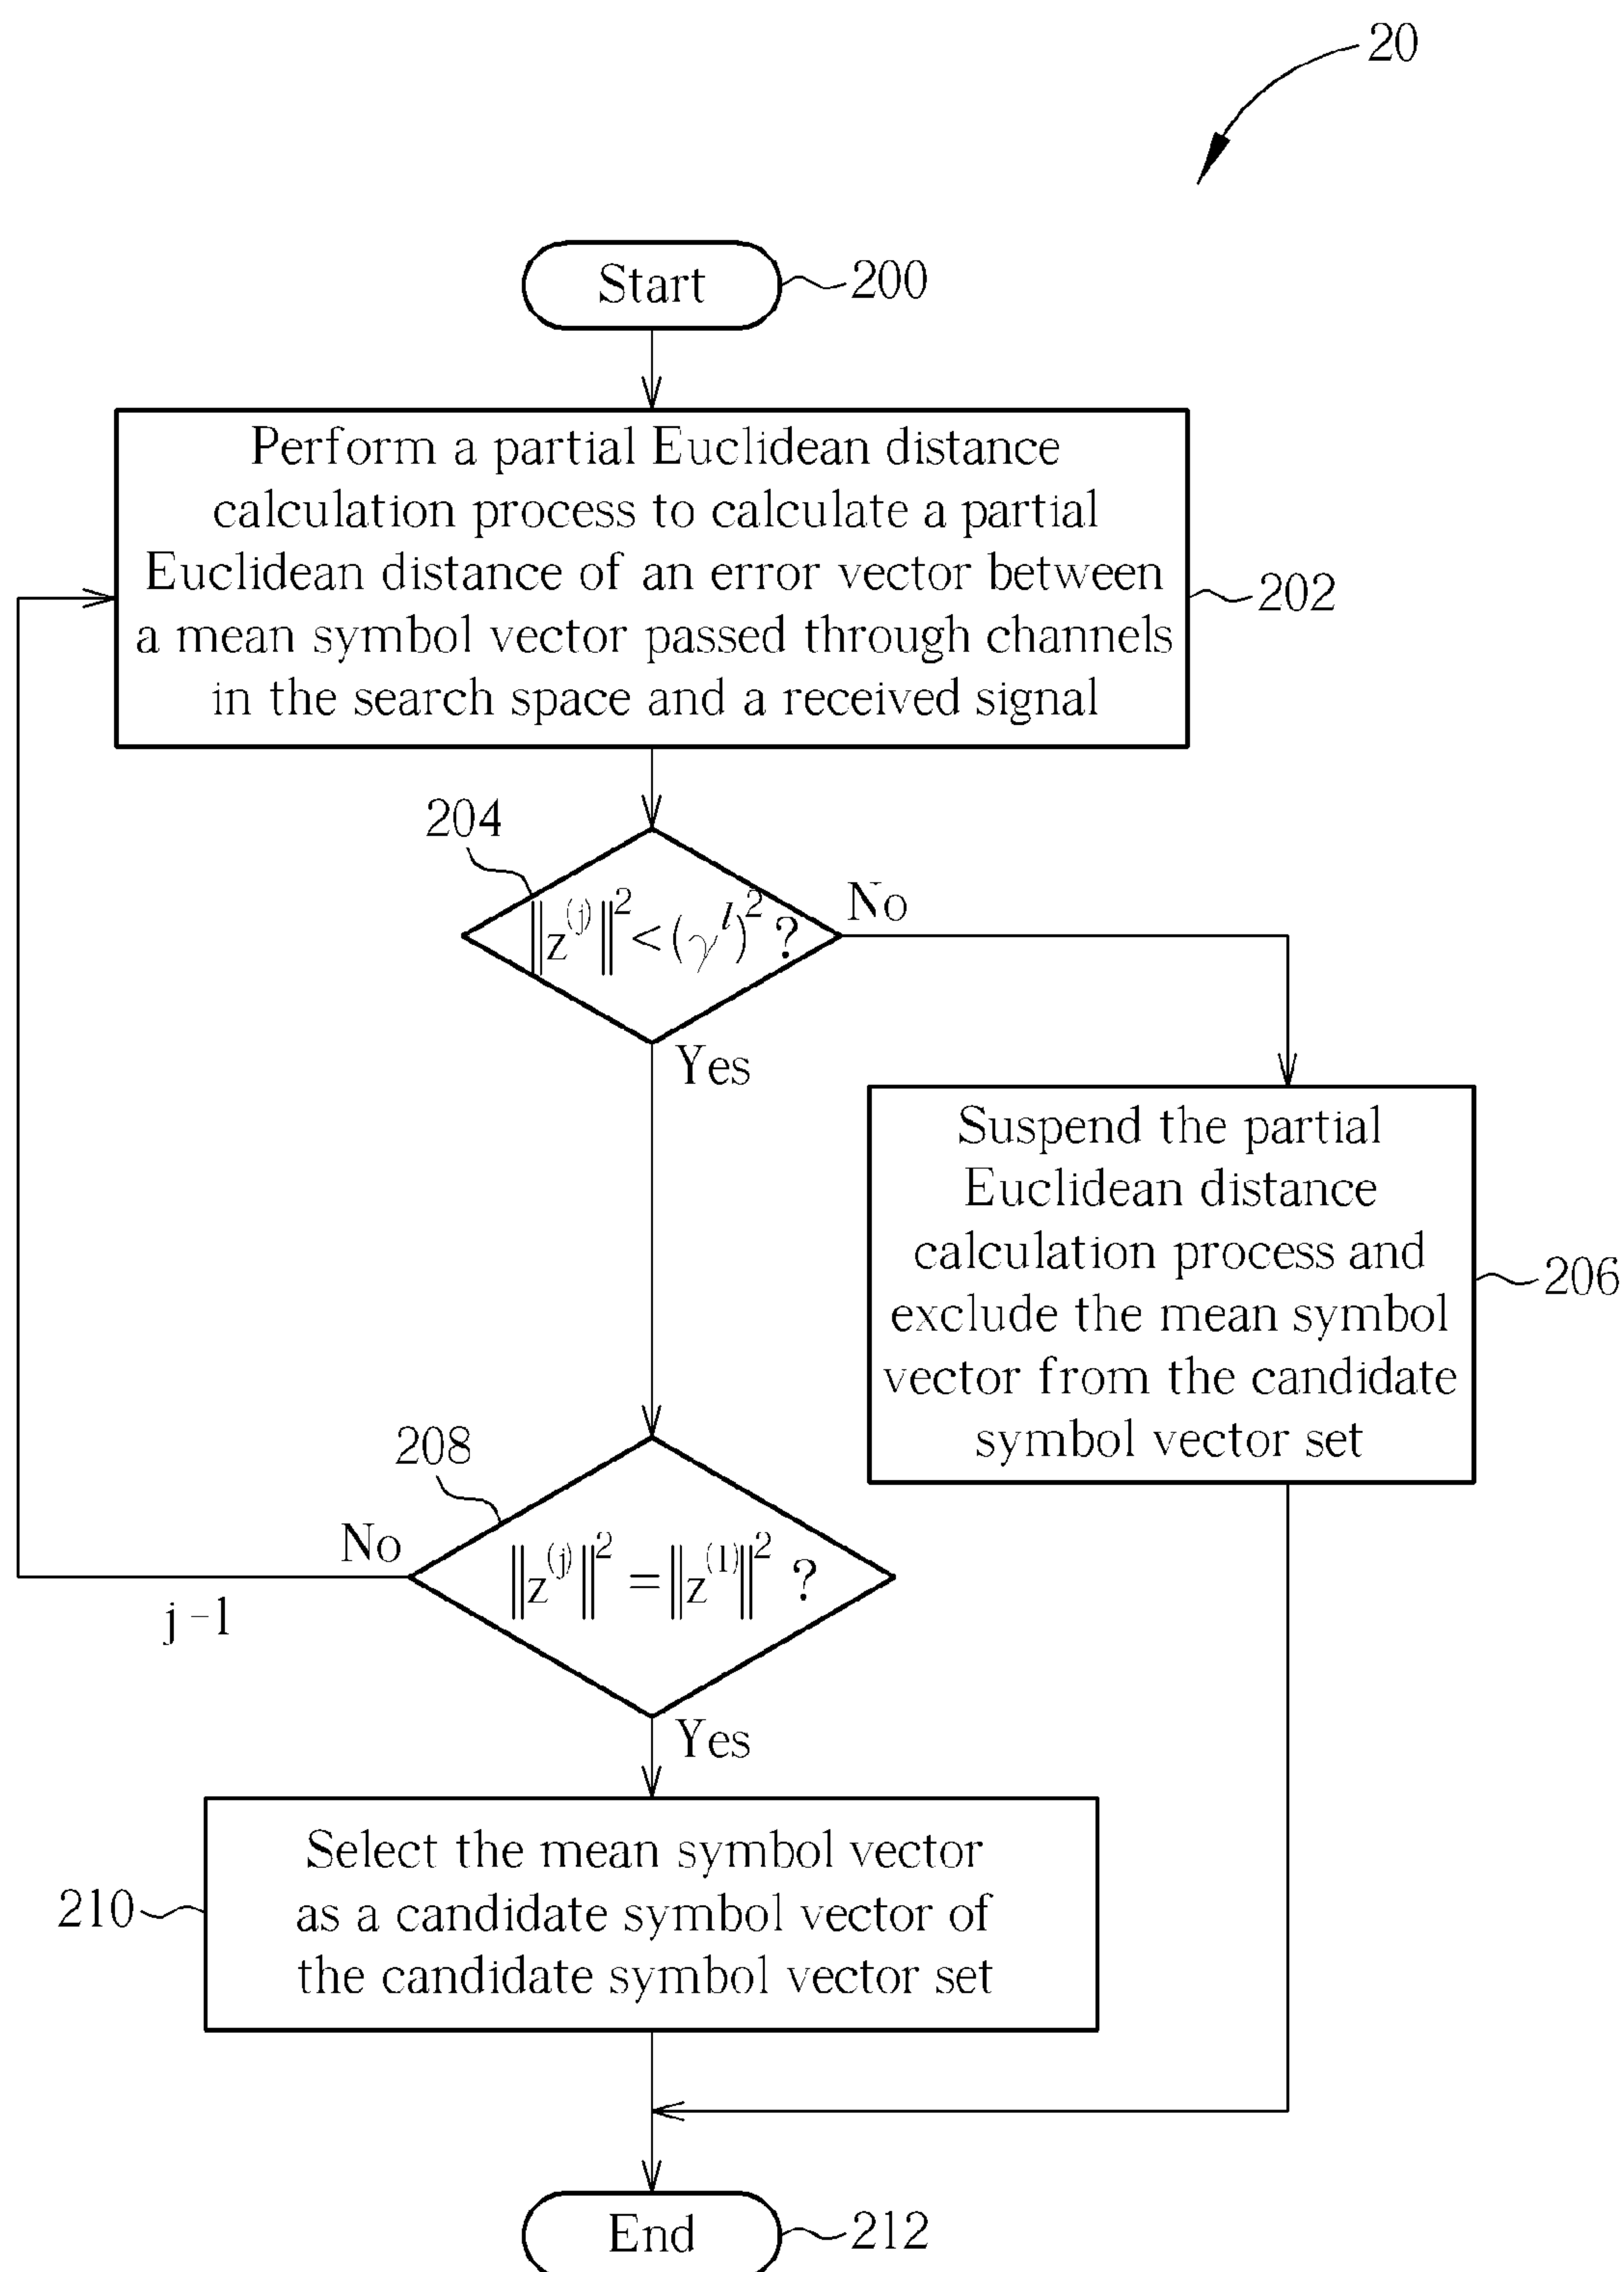 20
Start
200
Perform a partial Euclidean distance
calculation process to calculate a partial
Euclidean distance of an error vector between
a mean symbol vector passed through channels
in the search space and a received signal
202
204
‖z^(j)‖^2 < (γ^l)^2 ?
No
Yes
Suspend the partial
Euclidean distance
calculation process and
exclude the mean symbol
vector from the candidate
symbol vector set
206
208
‖z^(j)‖^2 = ‖z^(1)‖^2 ?
No
j-1
Yes
Select the mean symbol vector
as a candidate symbol vector of
the candidate symbol vector set
210
End
212